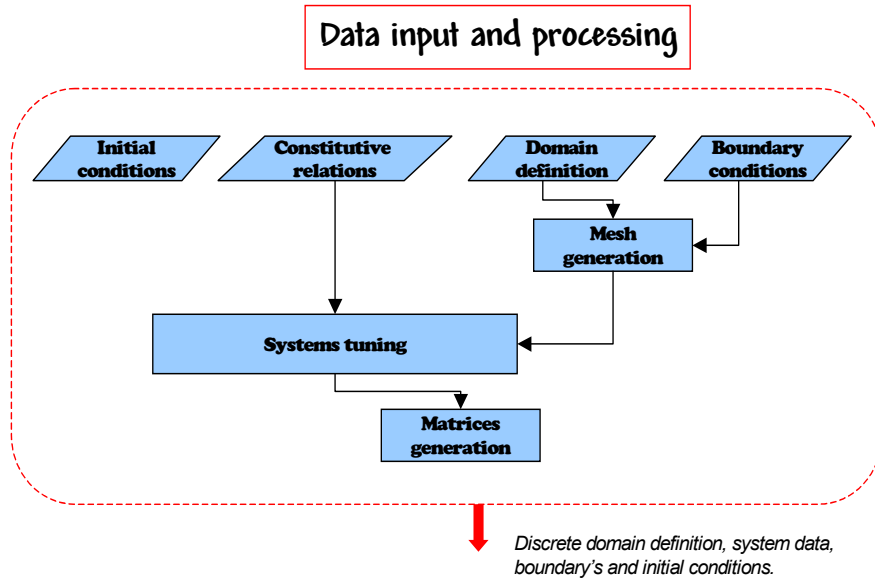 Data input and processing
Initial
conditions
Constitutive
relations
Domain
definition
Boundary
conditions
Mesh
generation
Systems tuning
Matrices
generation
Discrete domain definition, system data,
boundary's and initial conditions.